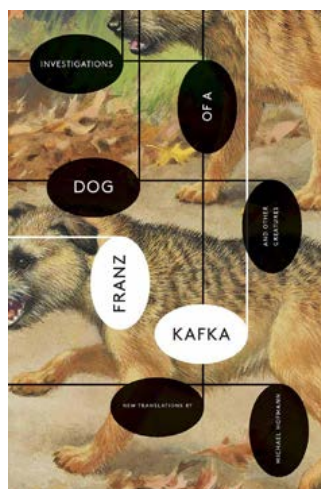 INVESTIGATIONS
OF A
DOG
AND OTHER
CREATURES
FRANZ
KAFKA
NEW TRANSLATIONS BY
MICHAEL HOFMANN